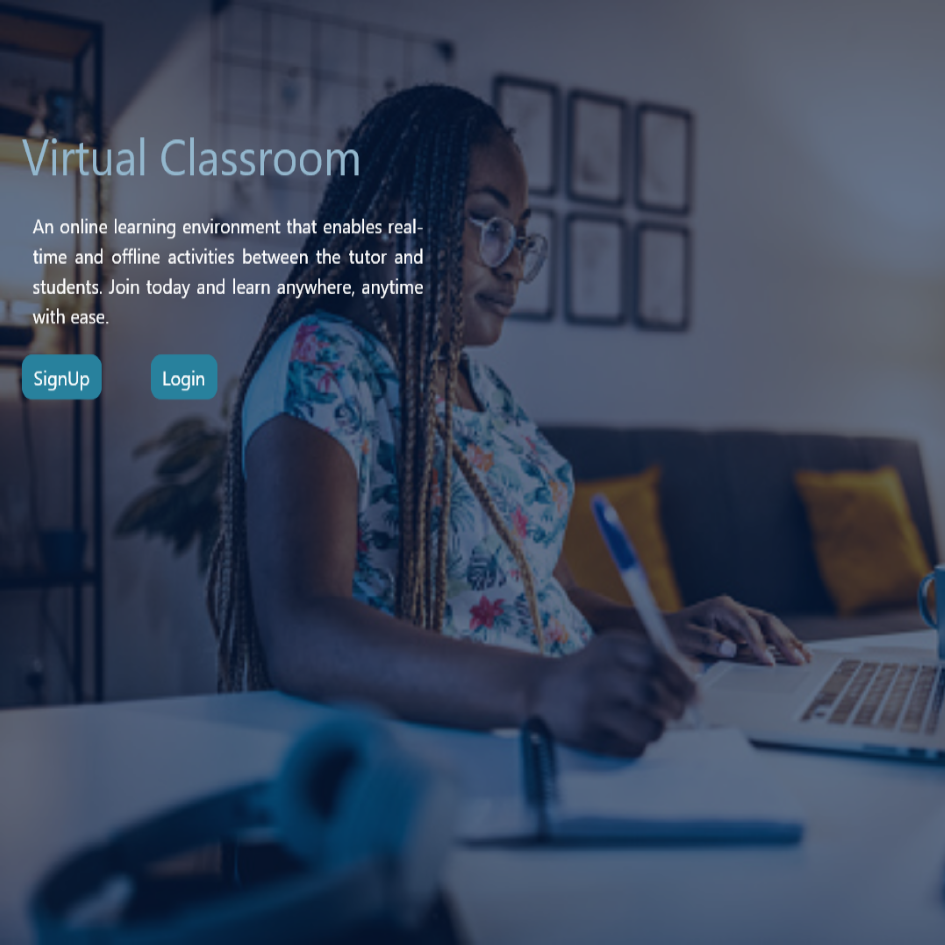 Virtual Classroom
An online learning environment that enables real-
time and offline activities between the tutor and
students. Join today and learn anywhere, anytime
with ease.
SignUp Login